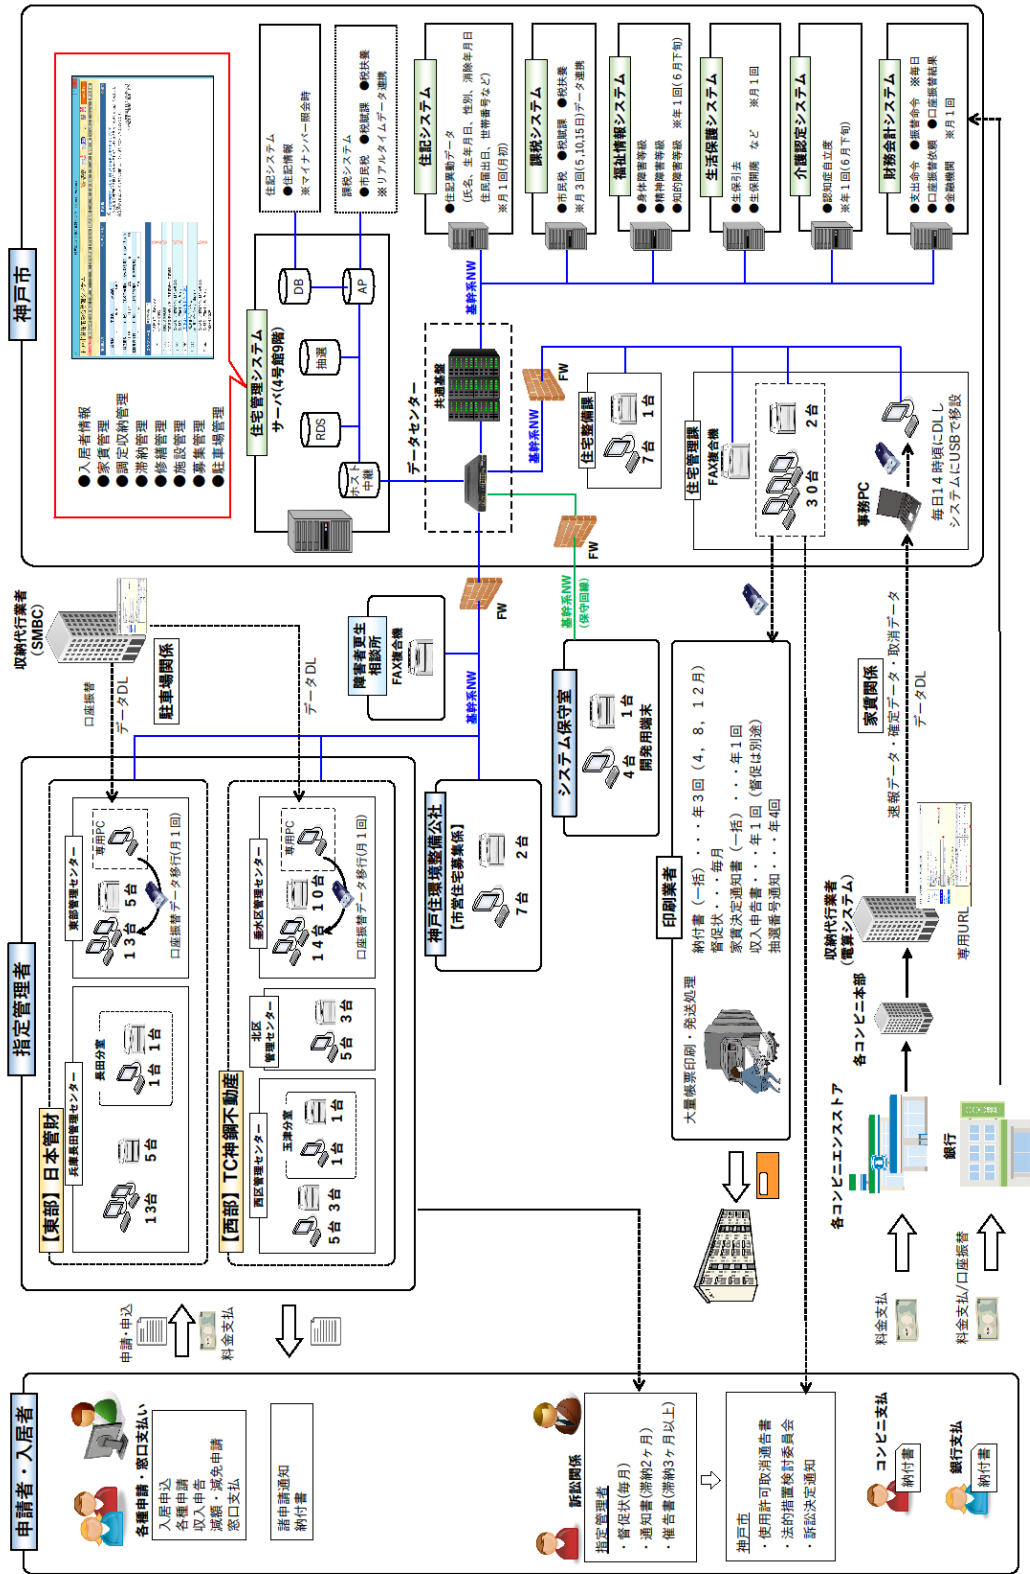 申請者・入居者
各種申請・窓口支払い
入居申込
各種申請
収入申告
減額・減免申請
窓口支払
諸申請通知
納付書
訴訟関係
指定管理者
・督促状(毎月)
・通知書(滞納2ヶ月)
・催告書(滞納3ヶ月以上)
神戸市
・使用許可取消通告書
・法的措置検討委員会
・訴訟決定通知
コンビニ支払
納付書
銀行支払
納付書
申請・申込
料金支払
料金支払
料金支払/口座振替
指定管理者
【東部】日本管財
兵庫長田管理センター
13台
5台
長田分室
1台
1台
東部管理センター
13台
5台
専用PC
口座振替データ移行(月1回)
【西部】TC神鋼不動産
西区管理センター
5台
3台
玉津分室
1台
1台
北区
管理センター
5台
3台
垂水区管理センター
14台
10台
専用PC
口座振替データ移行(月1回)
収納代行業者
(SMBC)
口座振替
データDL
駐車場関係
データDL
障害者更生
相談所
FAX複合機
基幹系NW
FW
神戸住環境整備公社
【市営住宅募集係】
7台
2台
システム保守室
4台
1台
開発用端末
基幹系NW
(保守回線)
FW
印刷業者
大量帳票印刷・発送処理
納付書(一括)・・・年3回(4,8,12月)
督促状・・・毎月
家賃決定通知書(一括)・・・年1回
収入申告書・・・年1回(督促は別途)
抽選番号通知・・・年4回
各コンビニエンスストア
銀行
各コンビニ本部
収納代行業者
(電算システム)
専用URL
家賃関係
速報データ・確定データ・取消データ
データDL
神戸市
●入居者情報
●家賃管理
●調定収納管理
●滞納管理
●修繕管理
●施設管理
●募集管理
●駐車場管理
住宅管理システム
サーバ(4号館9階)
ホスト
中継
RDS
抽選
DB
AP
住記システム
●住記情報
※マイナンバー照会時
課税システム
●市民税 ●税賦課 ●税扶養
※リアルタイムデータ連携
データセンター
共通基盤
基幹系NW
基幹系NW
FW
住宅整備課
7台
1台
住宅管理課
FAX複合機
30台
2台
事務PC
毎日14時頃にDLし
システムにUSBで移設
住記システム
●住記異動データ
(氏名、生年月日、性別、消除年月日
住民届出日、世帯番号など)
※月1回(月初)
課税システム
●市民税 ●税賦課 ●税扶養
※月3回(5,10,15日)データ連携
福祉情報システム
●身体障害等級
●精神障害等級
●知的障害等級 ※年1回(6月下旬)
生活保護システム
●生保引去
●生保開廃 など ※月1回
介護認定システム
●認知症自立度
※年1回(6月下旬)
財務会計システム
●支出命令 ●振替命令 ※毎日
●口座振替依頼 ●口座振替結果
●金融機関 ※月1回